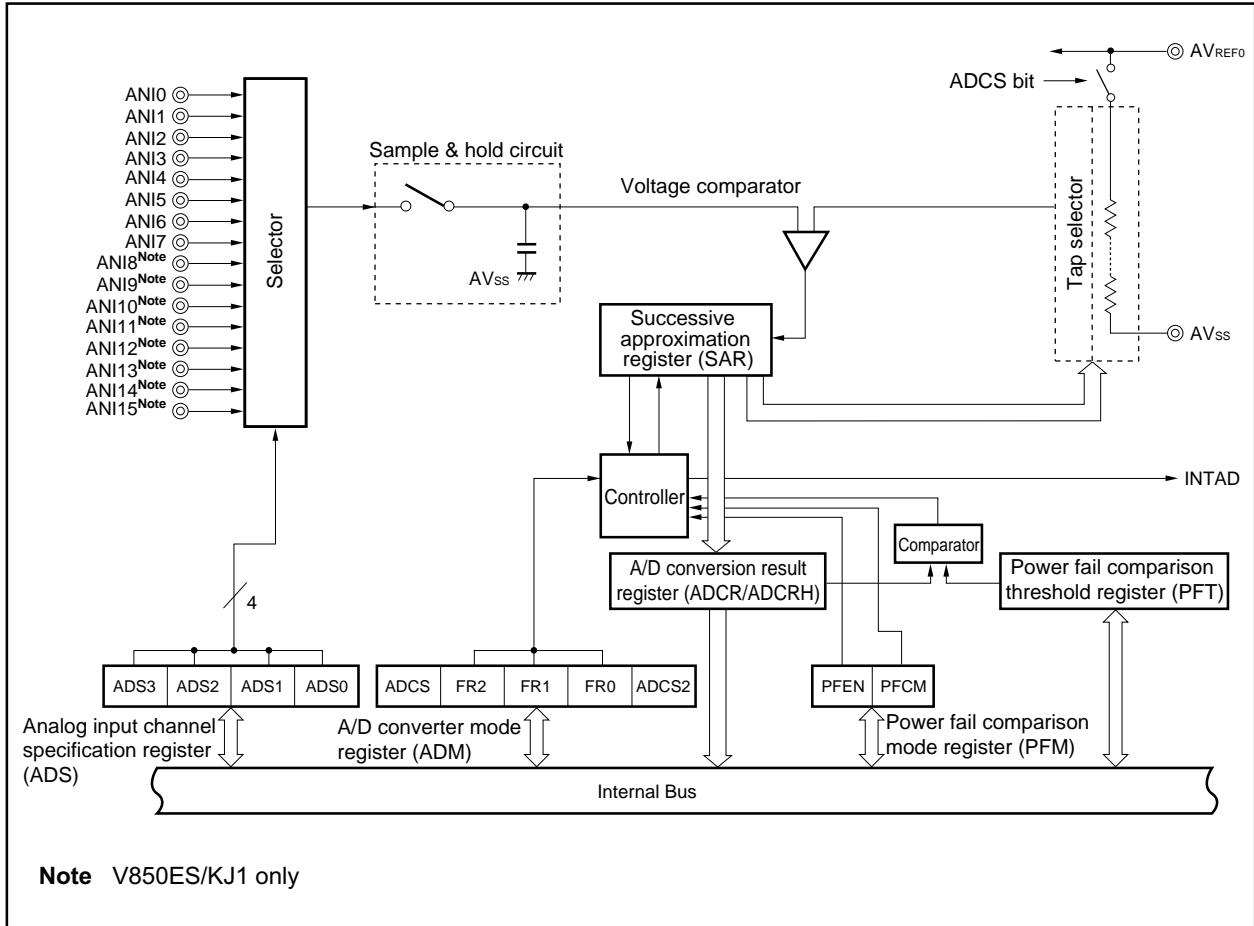 AVREF0
ADCS bit
ANI0
ANI1
ANI2
ANI3
ANI4
ANI5
ANI6
ANI7
ANI8Note
ANI9Note
ANI10Note
ANI11Note
ANI12Note
ANI13Note
ANI14Note
ANI15Note
Selector
Sample & hold circuit
AVSS
Voltage comparator
Tap selector
AVSS
Successive
approximation
register (SAR)
Controller
INTAD
Comparator
A/D conversion result
register (ADCR/ADCRH)
Power fail comparison
threshold register (PFT)
4
ADS3 ADS2 ADS1 ADS0
ADCS FR2 FR1 FR0 ADCS2
PFEN PFCM
Analog input channel
specification register
(ADS)
A/D converter mode
register (ADM)
Power fail comparison
mode register (PFM)
Internal Bus
Note V850ES/KJ1 only